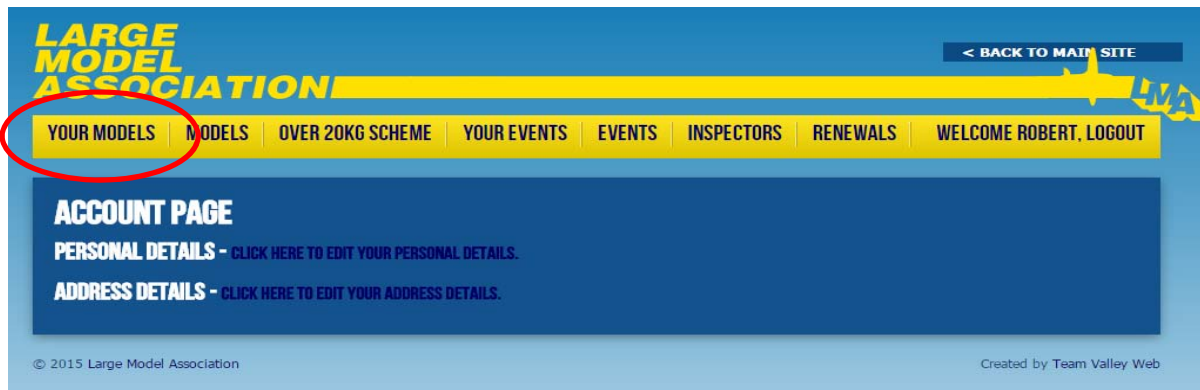 LARGE
MODEL
ASSOCIATION
< BACK TO MAIN SITE
LMA
YOUR MODELS MODELS OVER 20KG SCHEME YOUR EVENTS EVENTS INSPECTORS RENEWALS WELCOME ROBERT, LOGOUT
ACCOUNT PAGE
PERSONAL DETAILS - CLICK HERE TO EDIT YOUR PERSONAL DETAILS.
ADDRESS DETAILS - CLICK HERE TO EDIT YOUR ADDRESS DETAILS.
© 2015 Large Model Association Created by Team Valley Web